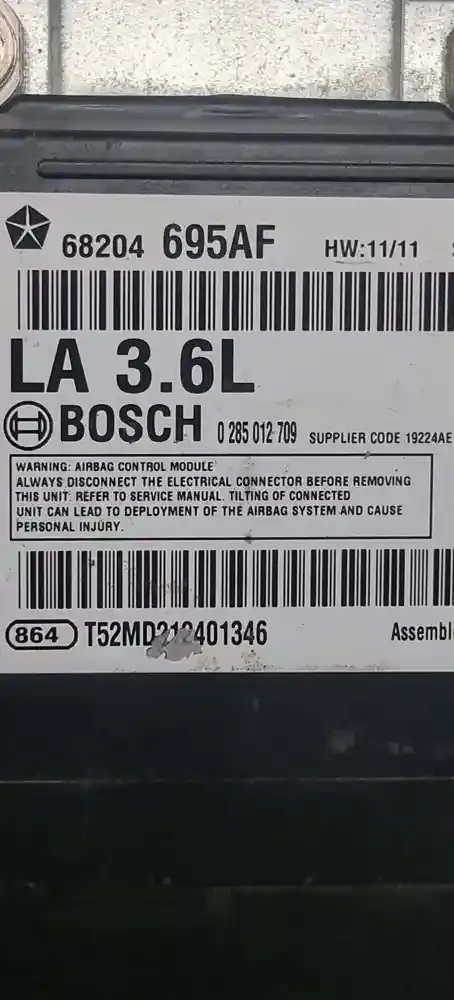 68204 695AF HW:11/11
LA 3.6L
BOSCH 0 285 012 709 SUPPLIER CODE 19224AE
WARNING: AIRBAG CONTROL MODULE
ALWAYS DISCONNECT THE ELECTRICAL CONNECTOR BEFORE REMOVING
THIS UNIT. REFER TO SERVICE MANUAL. TILTING OF CONNECTED
UNIT CAN LEAD TO DEPLOYMENT OF THE AIRBAG SYSTEM AND CAUSE
PERSONAL INJURY.
864